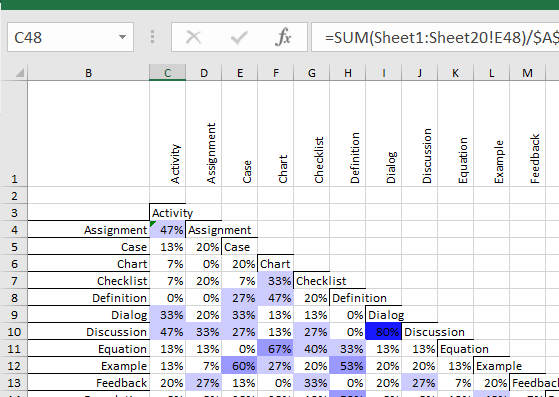 C48 fx =SUM(Sheet1:Sheet20!E48)/$A$
B C D E F G H I J K L M
1 Activity Assignment Case Chart Checklist Definition Dialog Discussion Equation Example Feedback
2
3 Activity
4 Assignment 47% Assignment
5 Case 13% 20% Case
6 Chart 7% 0% 20% Chart
7 Checklist 7% 20% 7% 33% Checklist
8 Definition 0% 0% 27% 47% 20% Definition
9 Dialog 33% 20% 33% 13% 13% 0% Dialog
10 Discussion 47% 33% 27% 13% 27% 0% 80% Discussion
11 Equation 13% 13% 0% 67% 40% 33% 13% 13% Equation
12 Example 13% 7% 60% 27% 20% 53% 20% 20% 13% Example
13 Feedback 20% 27% 13% 0% 33% 0% 20% 27% 7% 20% Feedbac